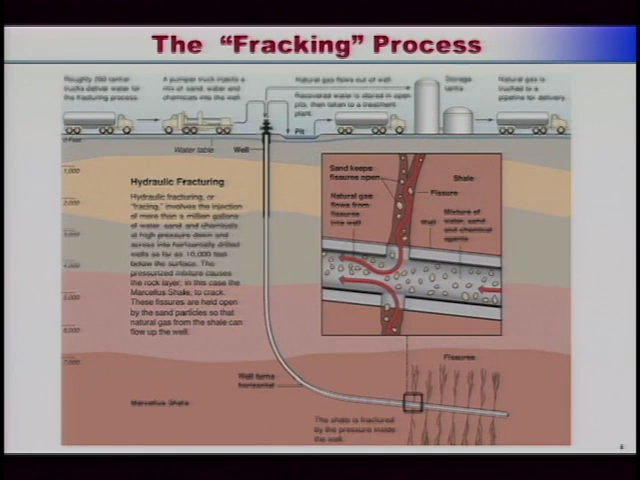 The “Fracking” Process
Roughly 200 tanker
trucks deliver water for
the fracturing process.
A pumper truck injects a
mix of sand, water and
chemicals into the well.
Natural gas flows out of well.
Recovered water is stored in open
pits, then taken to a treatment
plant.
Storage
tanks
Natural gas is
trucked to a
pipeline for delivery.
0 Feet
Water table
Well
Pit
1,000
2,000
3,000
4,000
5,000
6,000
7,000
Hydraulic Fracturing
Hydraulic fracturing, or
“fracing,” involves the injection
of more than a million gallons
of water, sand and chemicals
at high pressure down and
across into horizontally drilled
wells as far as 10,000 feet
below the surface. The
pressurized mixture causes
the rock layer, in this case the
Marcellus Shale, to crack.
These fissures are held open
by the sand particles so that
natural gas from the shale can
flow up the well.
Sand keeps
fissures open
Shale
Fissure
Natural gas
flows from
fissures
into well
Well
Mixture of
water, sand
and chemical
agents
Well turns
horizontal
Fissures
Marcellus Shale
The shale is fractured
by the pressure inside
the well.